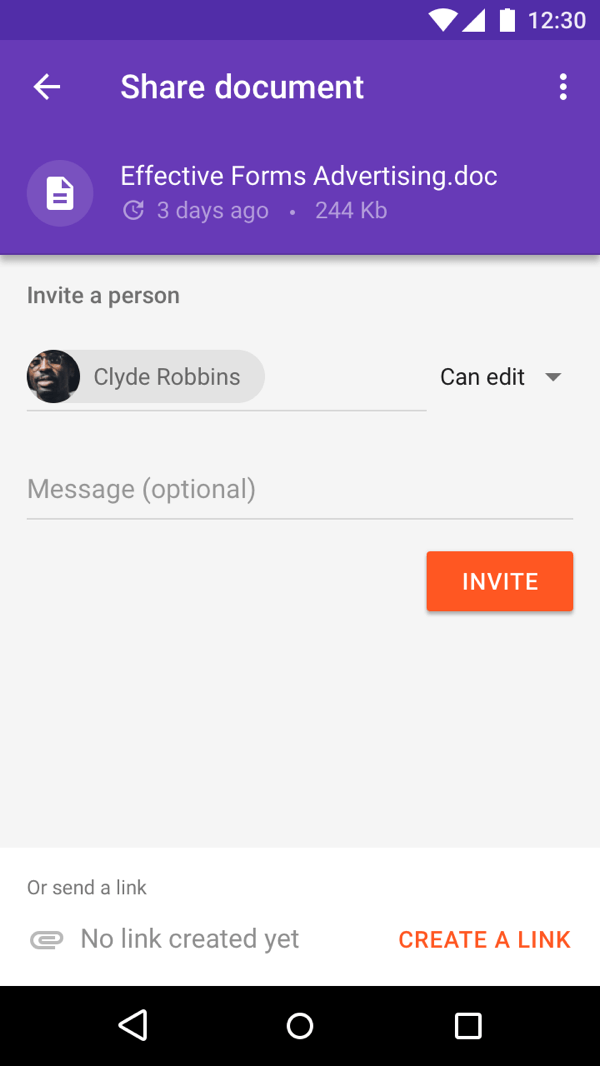 12:30
Share document
Effective Forms Advertising.doc
3 days ago • 244 Kb
Invite a person
Clyde Robbins
Can edit
Message (optional)
INVITE
Or send a link
No link created yet
CREATE A LINK